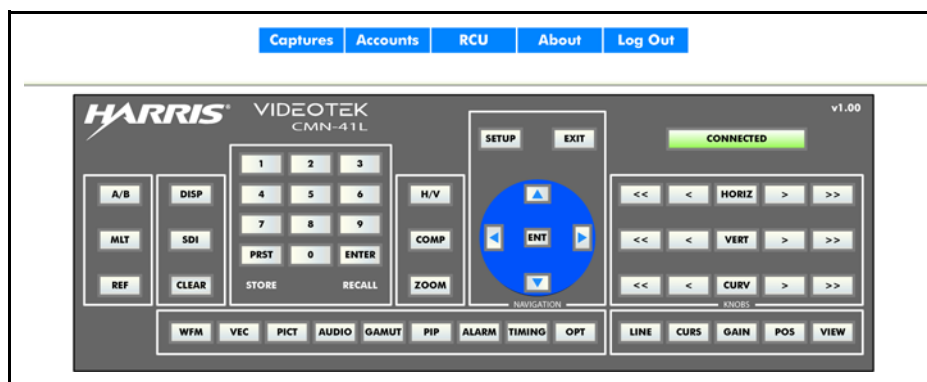 Captures Accounts RCU About Log Out
HARRIS® VIDEOTEK v1.00
CMN-41L
SETUP EXIT CONNECTED
1 2 3
A/B DISP 4 5 6 H/V << < HORIZ > >>
7 8 9
MLT SDI COMP ENT << < VERT > >>
PRST 0 ENTER
REF CLEAR STORE RECALL ZOOM << < CURV > >>
NAVIGATION KNOBS
WFM VEC PICT AUDIO GAMUT PIP ALARM TIMING OPT LINE CURS GAIN POS VIEW